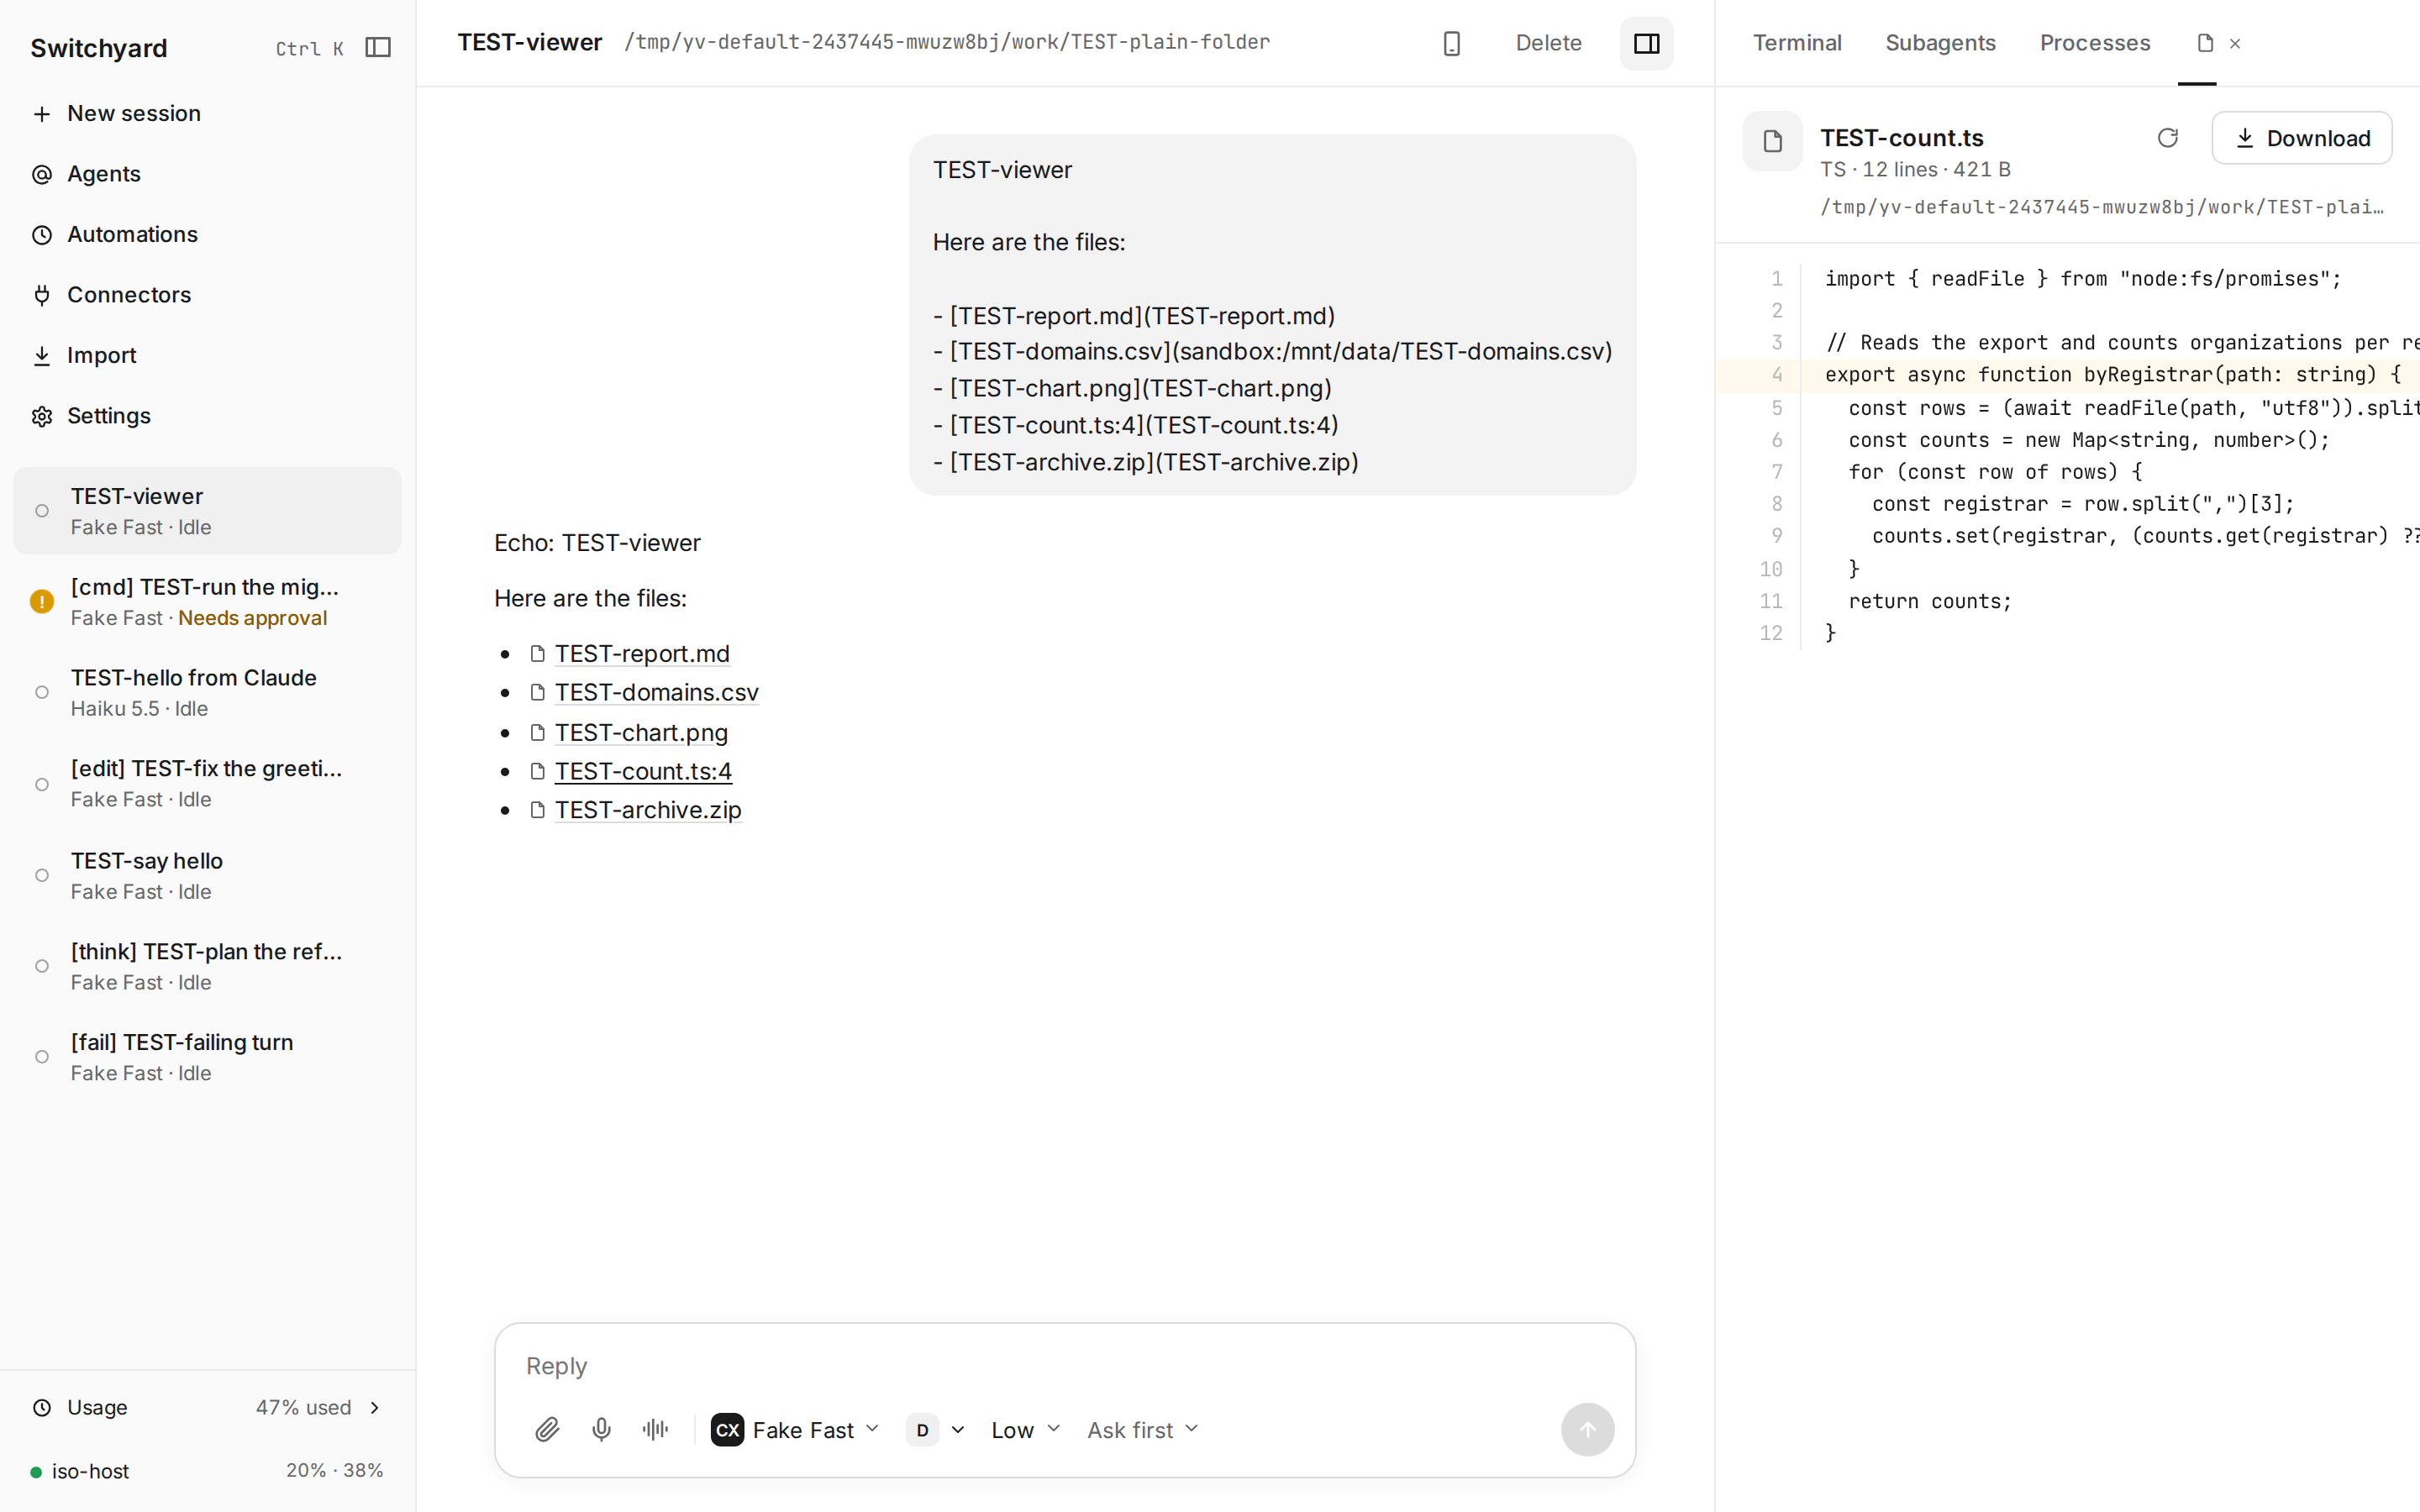 Switchyard
Ctrl K
New session
Agents
Automations
Connectors
Import
Settings
TEST-viewer
Fake Fast · Idle
[cmd] TEST-run the mig…
Fake Fast · Needs approval
TEST-hello from Claude
Haiku 5.5 · Idle
[edit] TEST-fix the greeti…
Fake Fast · Idle
TEST-say hello
Fake Fast · Idle
[think] TEST-plan the ref…
Fake Fast · Idle
[fail] TEST-failing turn
Fake Fast · Idle
Usage 47% used
iso-host 20% · 38%
TEST-viewer /tmp/yv-default-2437445-mwuzw8bj/work/TEST-plain-folder
Delete
TEST-viewer
Here are the files:
- [TEST-report.md](TEST-report.md)
- [TEST-domains.csv](sandbox:/mnt/data/TEST-domains.csv)
- [TEST-chart.png](TEST-chart.png)
- [TEST-count.ts:4](TEST-count.ts:4)
- [TEST-archive.zip](TEST-archive.zip)
Echo: TEST-viewer
Here are the files:
TEST-report.md
TEST-domains.csv
TEST-chart.png
TEST-count.ts:4
TEST-archive.zip
Reply
CX Fake Fast D Low Ask first
Terminal Subagents Processes
TEST-count.ts
Download
TS · 12 lines · 421 B
/tmp/yv-default-2437445-mwuzw8bj/work/TEST-plai…
1 import { readFile } from "node:fs/promises";
2
3 // Reads the export and counts organizations per re
4 export async function byRegistrar(path: string) {
5 const rows = (await readFile(path, "utf8")).split
6 const counts = new Map<string, number>();
7 for (const row of rows) {
8 const registrar = row.split(",")[3];
9 counts.set(registrar, (counts.get(registrar) ??
10 }
11 return counts;
12 }